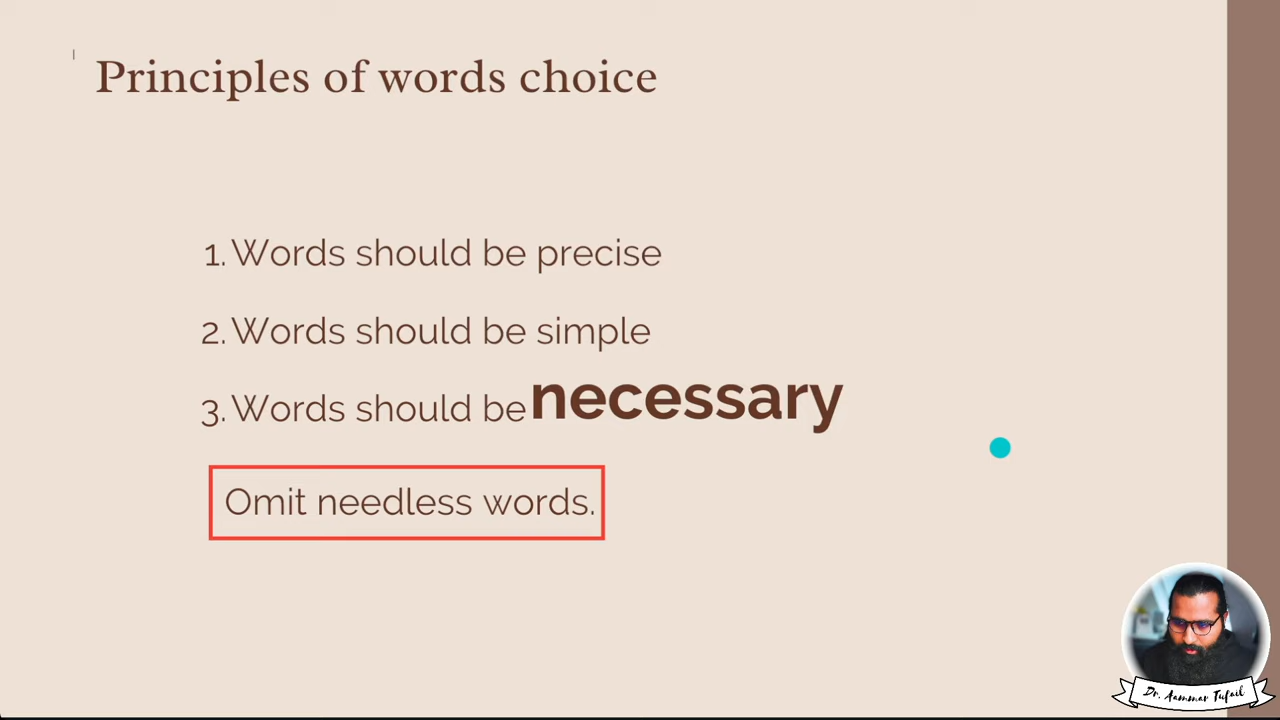 Principles of words choice
1. Words should be precise
2. Words should be simple
3. Words should be necessary
Omit needless words.
Dr. Aammar Tufail